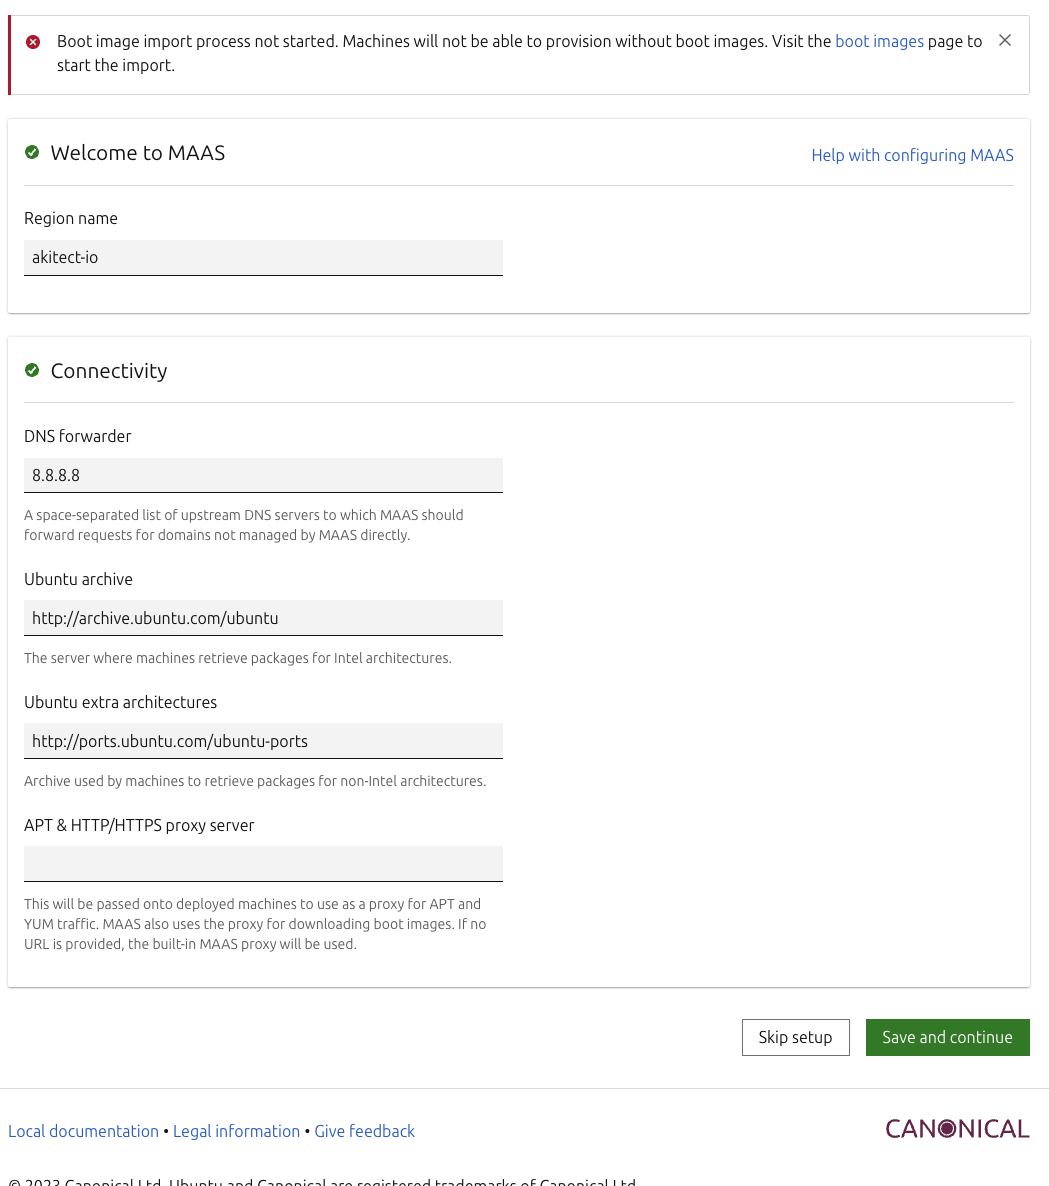 Boot image import process not started. Machines will not be able to provision without boot images. Visit the boot images page to
start the import.
Welcome to MAAS
Help with configuring MAAS
Region name
akitect-io
Connectivity
DNS forwarder
8.8.8.8
A space-separated list of upstream DNS servers to which MAAS should
forward requests for domains not managed by MAAS directly.
Ubuntu archive
http://archive.ubuntu.com/ubuntu
The server where machines retrieve packages for Intel architectures.
Ubuntu extra architectures
http://ports.ubuntu.com/ubuntu-ports
Archive used by machines to retrieve packages for non-Intel architectures.
APT & HTTP/HTTPS proxy server
This will be passed onto deployed machines to use as a proxy for APT and
YUM traffic. MAAS also uses the proxy for downloading boot images. If no
URL is provided, the built-in MAAS proxy will be used.
Skip setup
Save and continue
Local documentation • Legal information • Give feedback
CANONICAL
© 2023 Canonical Ltd. Ubuntu and Canonical are registered trademarks of Canonical Ltd.